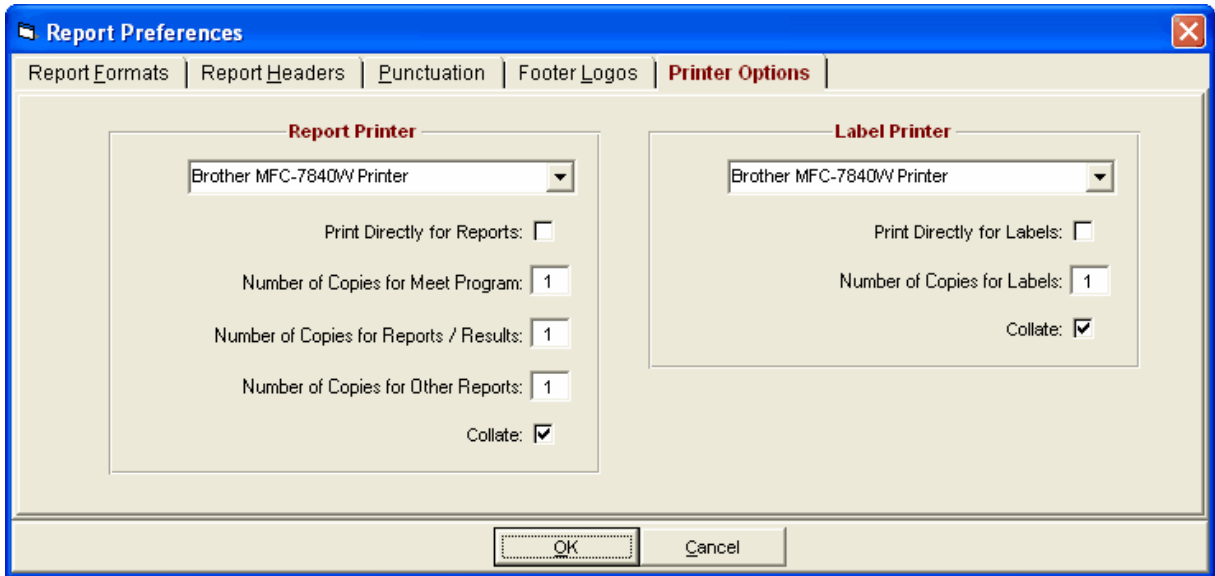 Report Preferences
Report Formats Report Headers Punctuation Footer Logos Printer Options
Report Printer
Brother MFC-7840W Printer
Print Directly for Reports:
Number of Copies for Meet Program: 1
Number of Copies for Reports / Results: 1
Number of Copies for Other Reports: 1
Collate:
Label Printer
Brother MFC-7840W Printer
Print Directly for Labels:
Number of Copies for Labels: 1
Collate:
OK Cancel